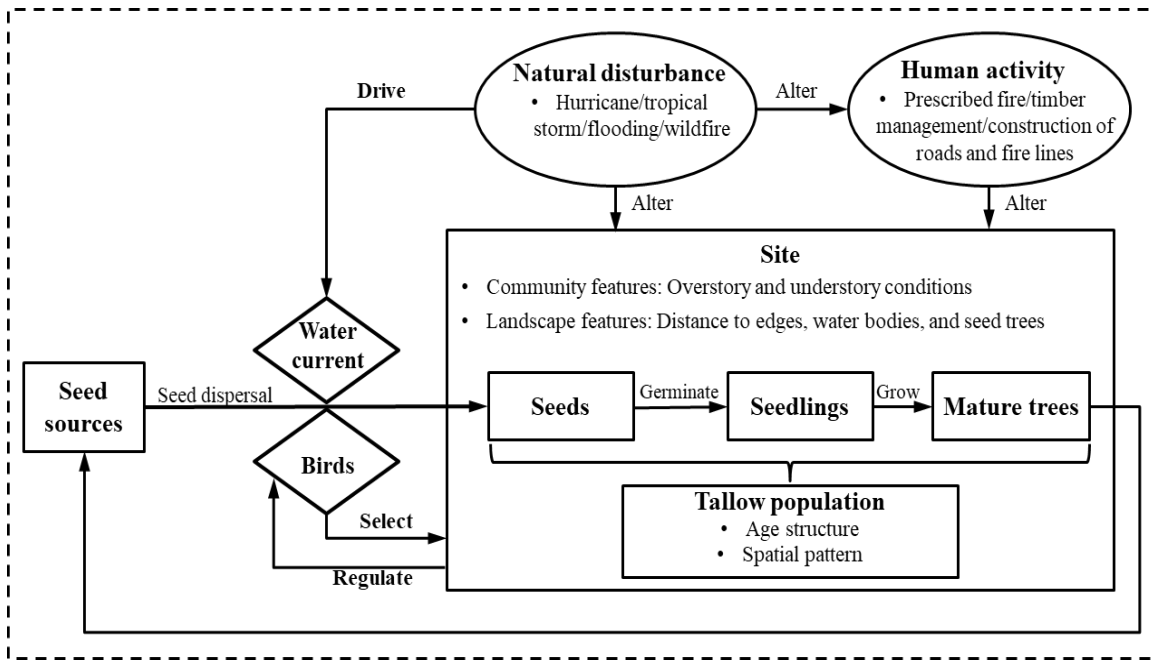 Natural disturbance
• Hurricane/tropical
storm/flooding/wildfire
Human activity
• Prescribed fire/timber
management/construction of
roads and fire lines
Drive
Alter
Alter
Alter
Site
• Community features: Overstory and understory conditions
• Landscape features: Distance to edges, water bodies, and seed trees
Water
current
Seed
sources
Seed dispersal
Seeds
Germinate
Seedlings
Grow
Mature trees
Birds
Select
Regulate
Tallow population
• Age structure
• Spatial pattern